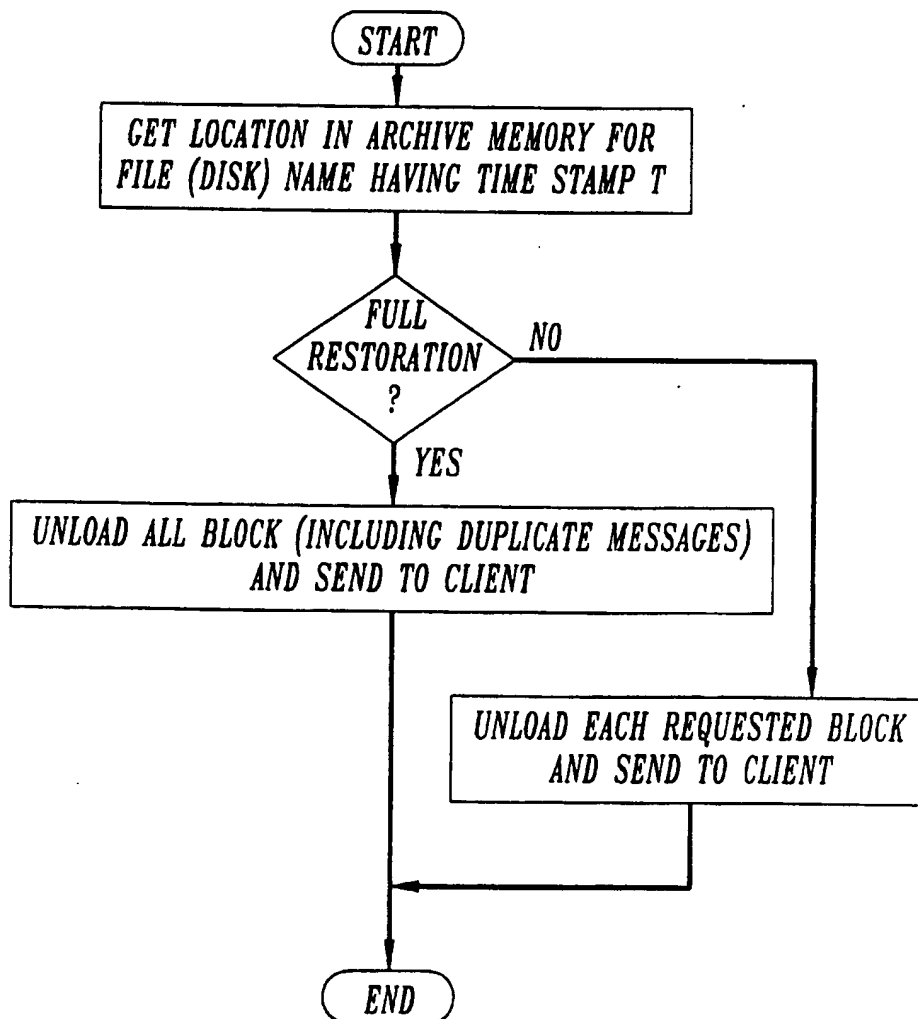 START
GET LOCATION IN ARCHIVE MEMORY FOR
FILE (DISK) NAME HAVING TIME STAMP T
FULL
RESTORATION
?
NO
YES
UNLOAD ALL BLOCK (INCLUDING DUPLICATE MESSAGES)
AND SEND TO CLIENT
UNLOAD EACH REQUESTED BLOCK
AND SEND TO CLIENT
END